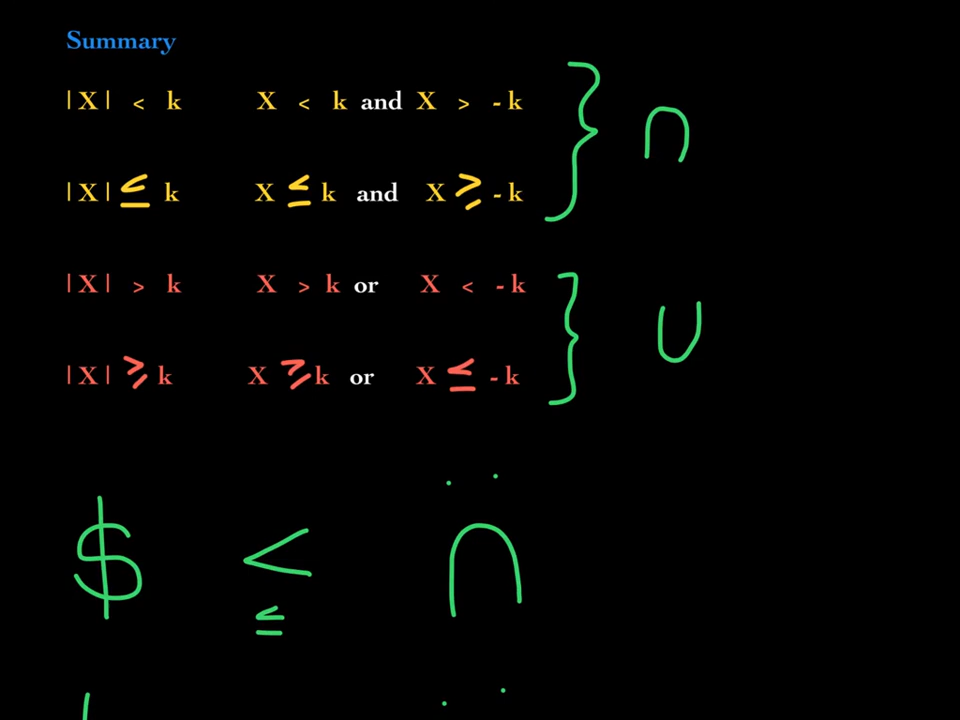 Summary
|X| < k X < k and X > -k } ∩
|X| ≤ k X ≤ k and X ≥ -k
|X| > k X > k or X < -k } ∪
|X| ≥ k X ≥ k or X ≤ -k
$ < ∩
≤